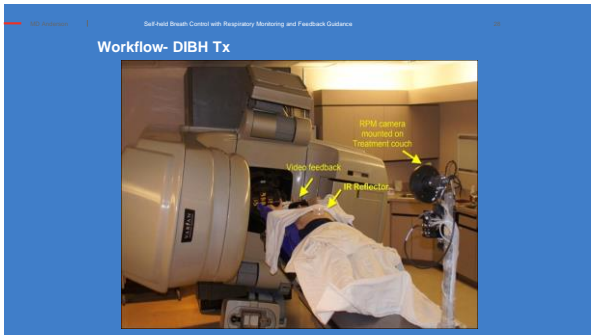 Self-held Breath Control with Respiratory Monitoring and Feedback Guidance
Workflow- DIBH Tx
RPM camera
mounted on
Treatment couch
Video feedback
IR Reflector
VARIAN